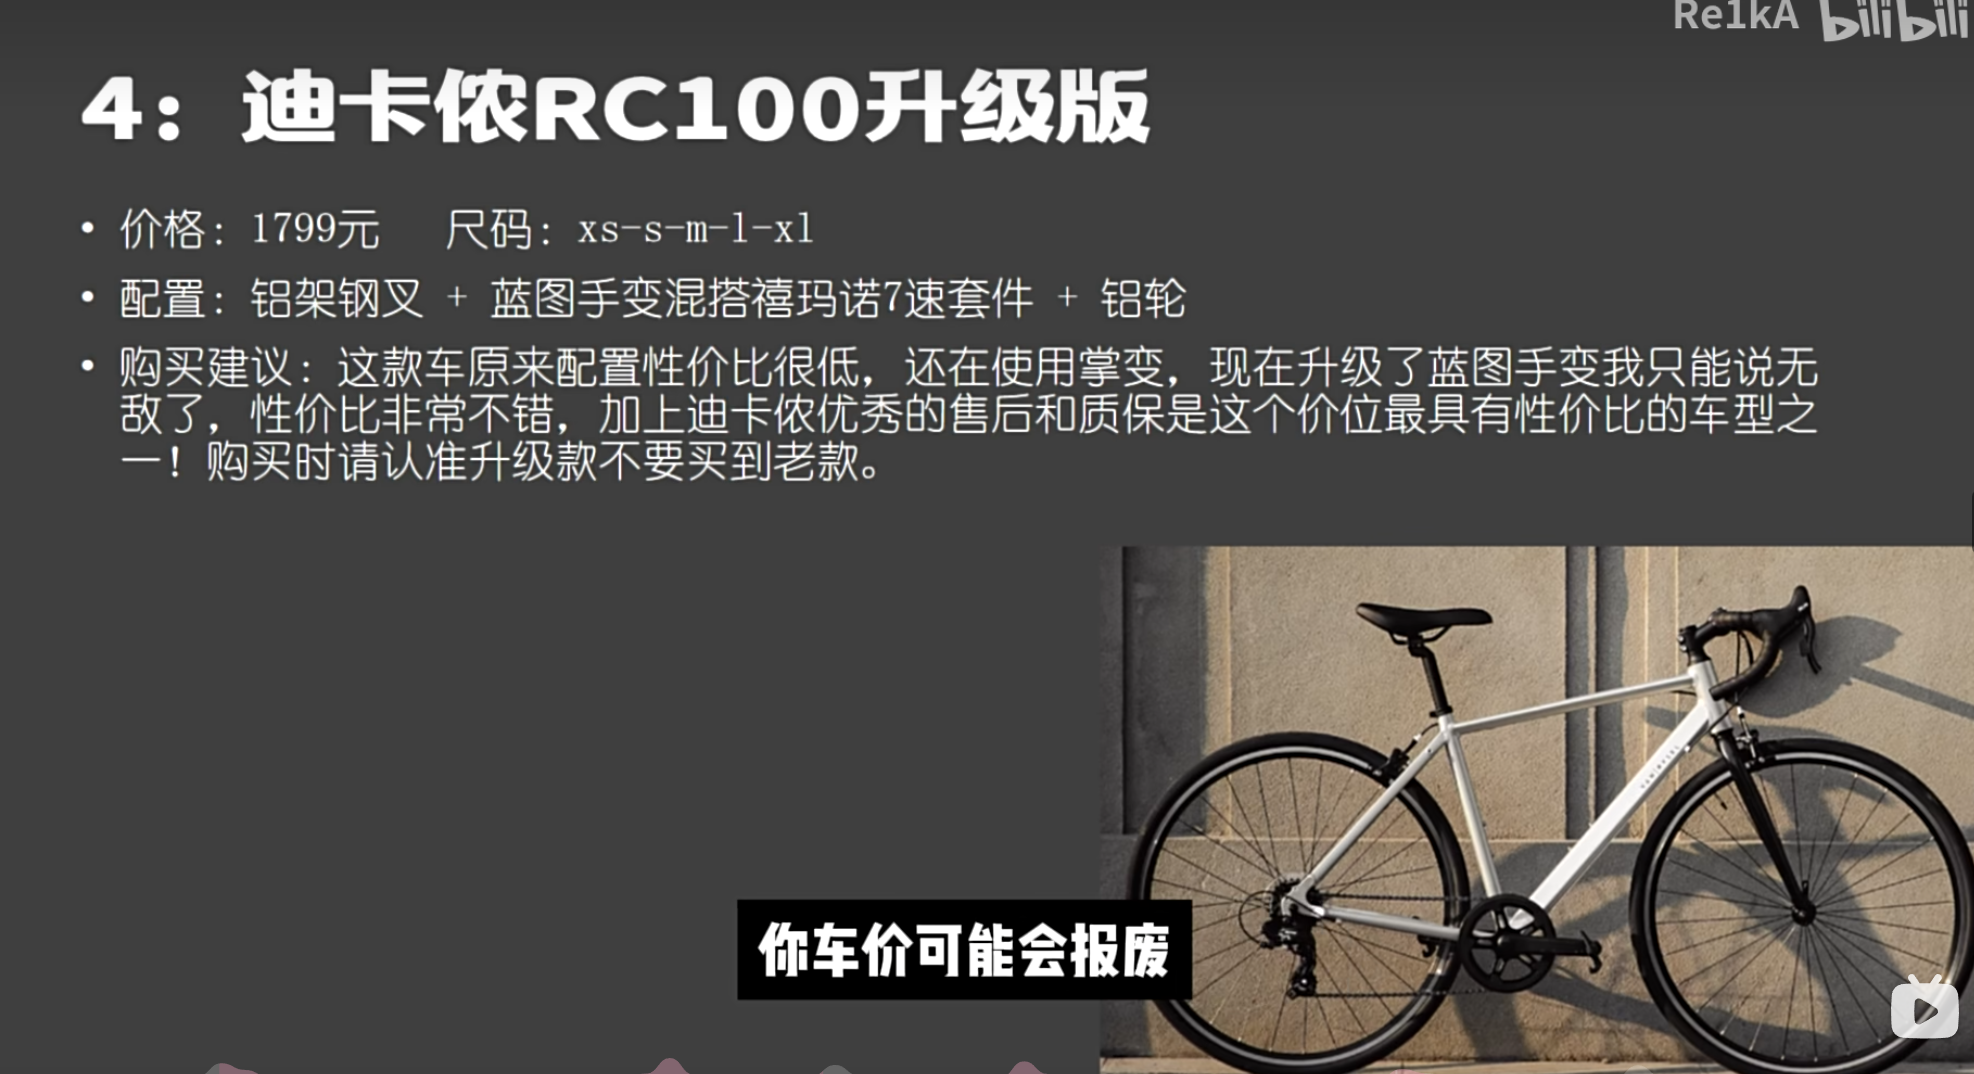 Re1kA bilibili
4：迪卡侬RC100升级版
• 价格：1799元 尺码：xs-s-m-l-xl
• 配置：铝架钢叉 + 蓝图手变混搭禧玛诺7速套件 + 铝轮
• 购买建议：这款车原来配置性价比很低，还在使用掌变，现在升级了蓝图手变我只能说无
敌了，性价比非常不错，加上迪卡侬优秀的售后和质保是这个价位最具有性价比的车型之
一！购买时请认准升级款不要买到老款。
你车价可能会报废